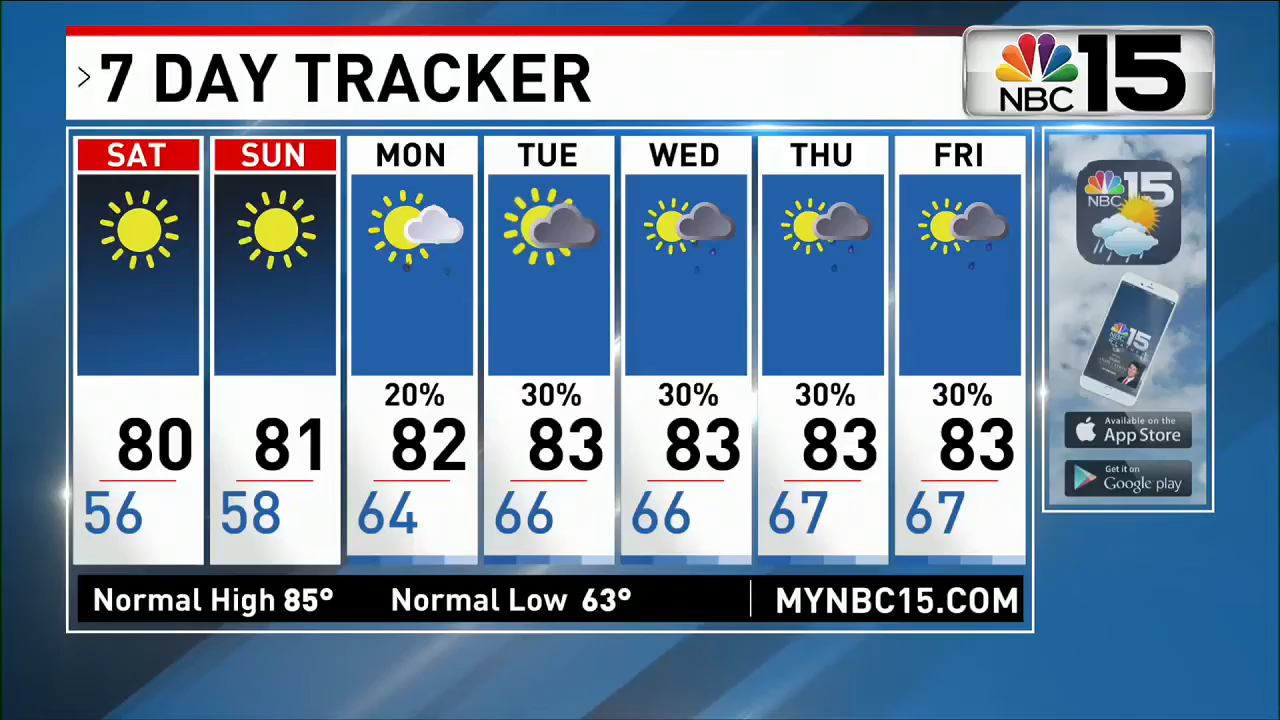 > 7 DAY TRACKER
NBC 15
SAT SUN MON TUE WED THU FRI
20% 30% 30% 30% 30%
80 81 82 83 83 83 83
56 58 64 66 66 67 67
Normal High 85° Normal Low 63° MYNBC15.COM
NBC 15
NBC 15
Available on the
App Store
Get it on
Google play